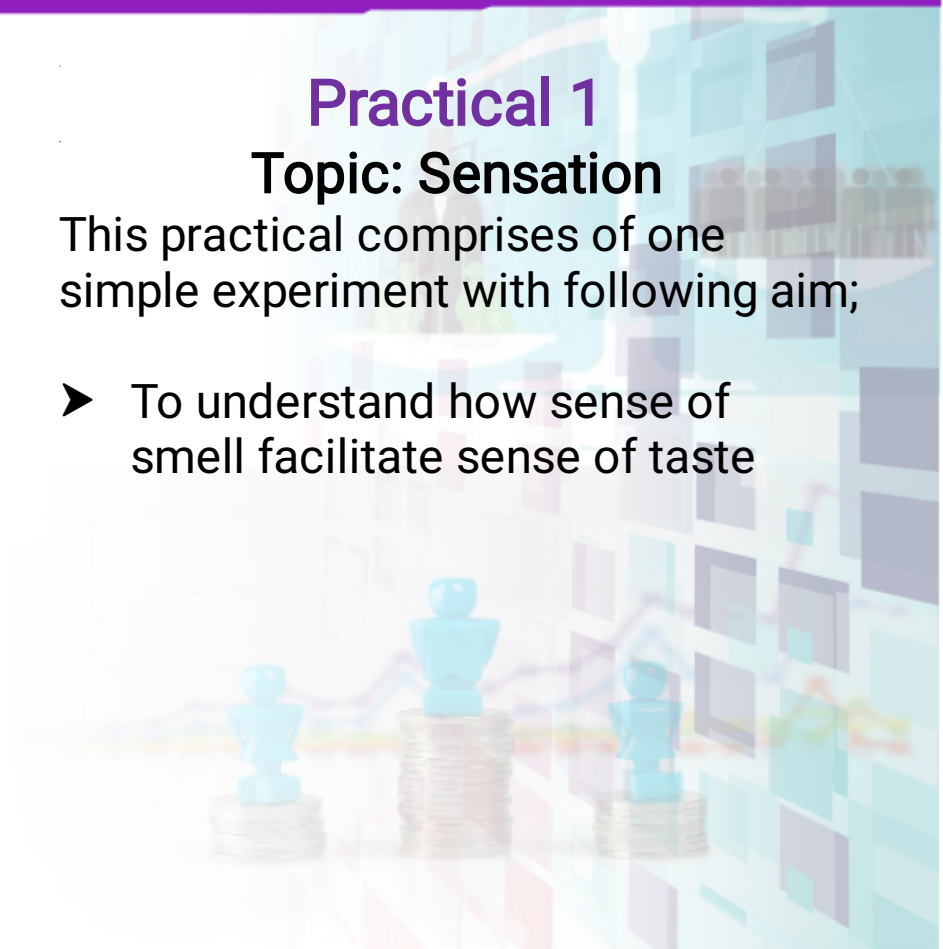 Practical 1
Topic: Sensation
This practical comprises of one
simple experiment with following aim;
➤ To understand how sense of
smell facilitate sense of taste